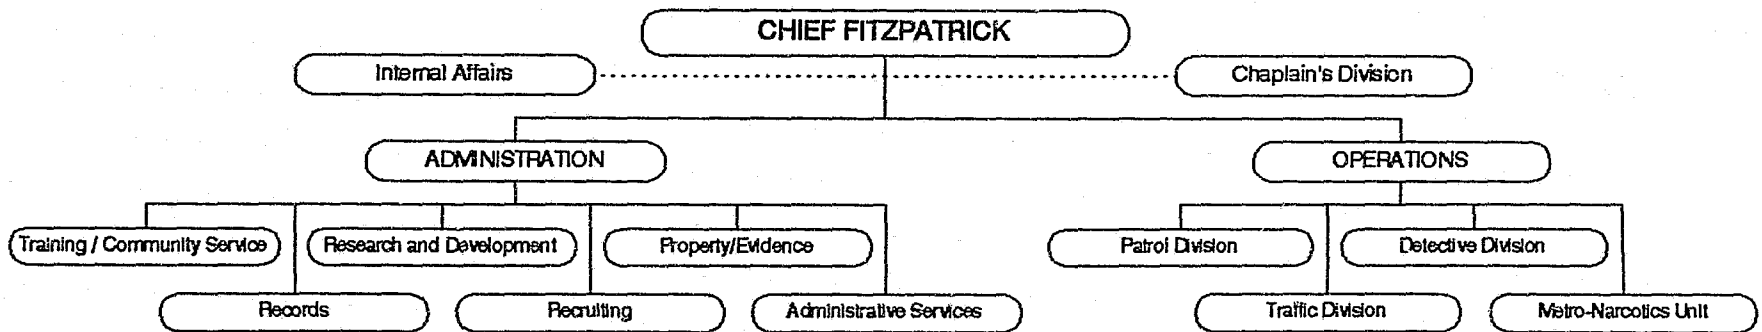 CHIEF FITZPATRICK
Internal Affairs
Chaplain's Division
ADMINISTRATION
OPERATIONS
Training / Community Service
Research and Development
Property/Evidence
Patrol Division
Detective Division
Records
Recruiting
Administrative Services
Traffic Division
Metro-Narcotics Unit